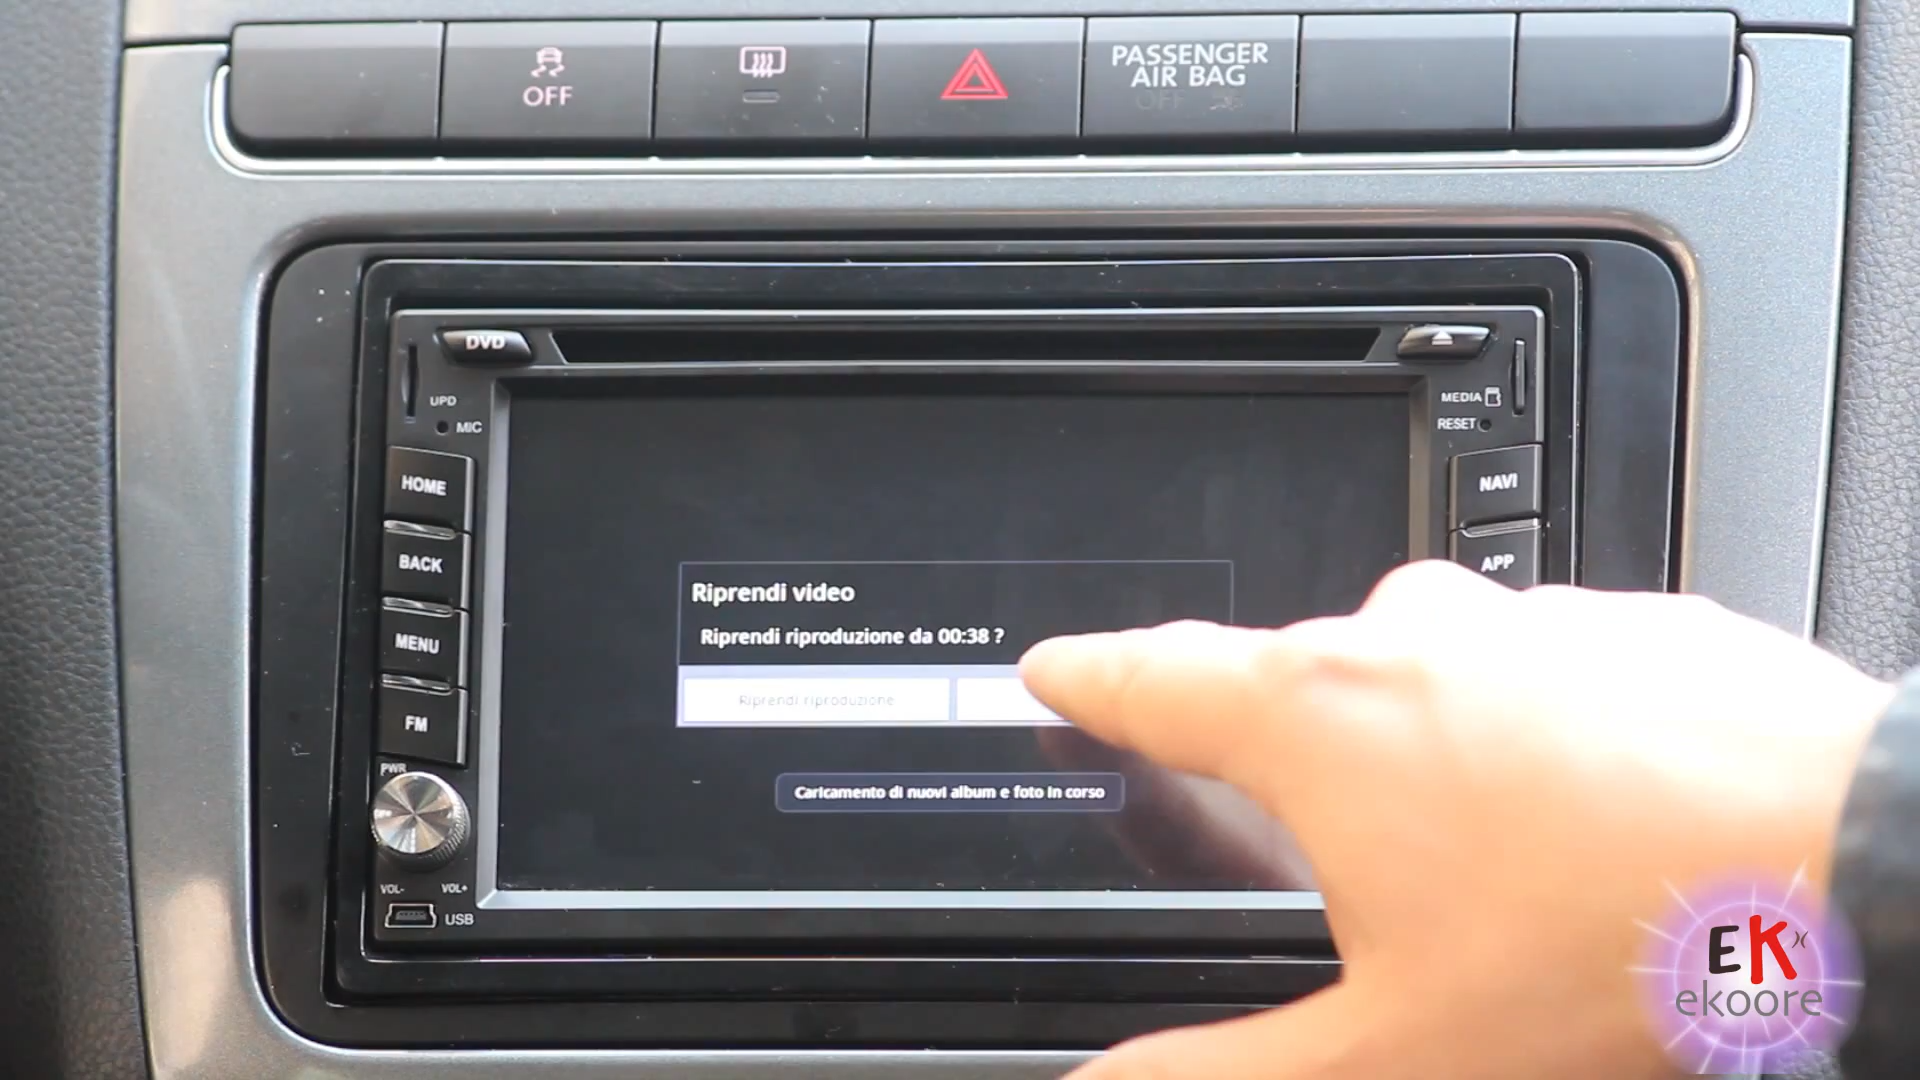 OFF
PASSENGER
AIR BAG
OFF
DVD
UPD
MIC
MEDIA
RESET
HOME
NAVI
BACK
APP
MENU
FM
Riprendi video
Riprendi riproduzione da 00:38 ?
Riprendi riproduzione
Caricamento di nuovi album e foto in corso
PWR
VOL- VOL+
USB
EK
ekoore